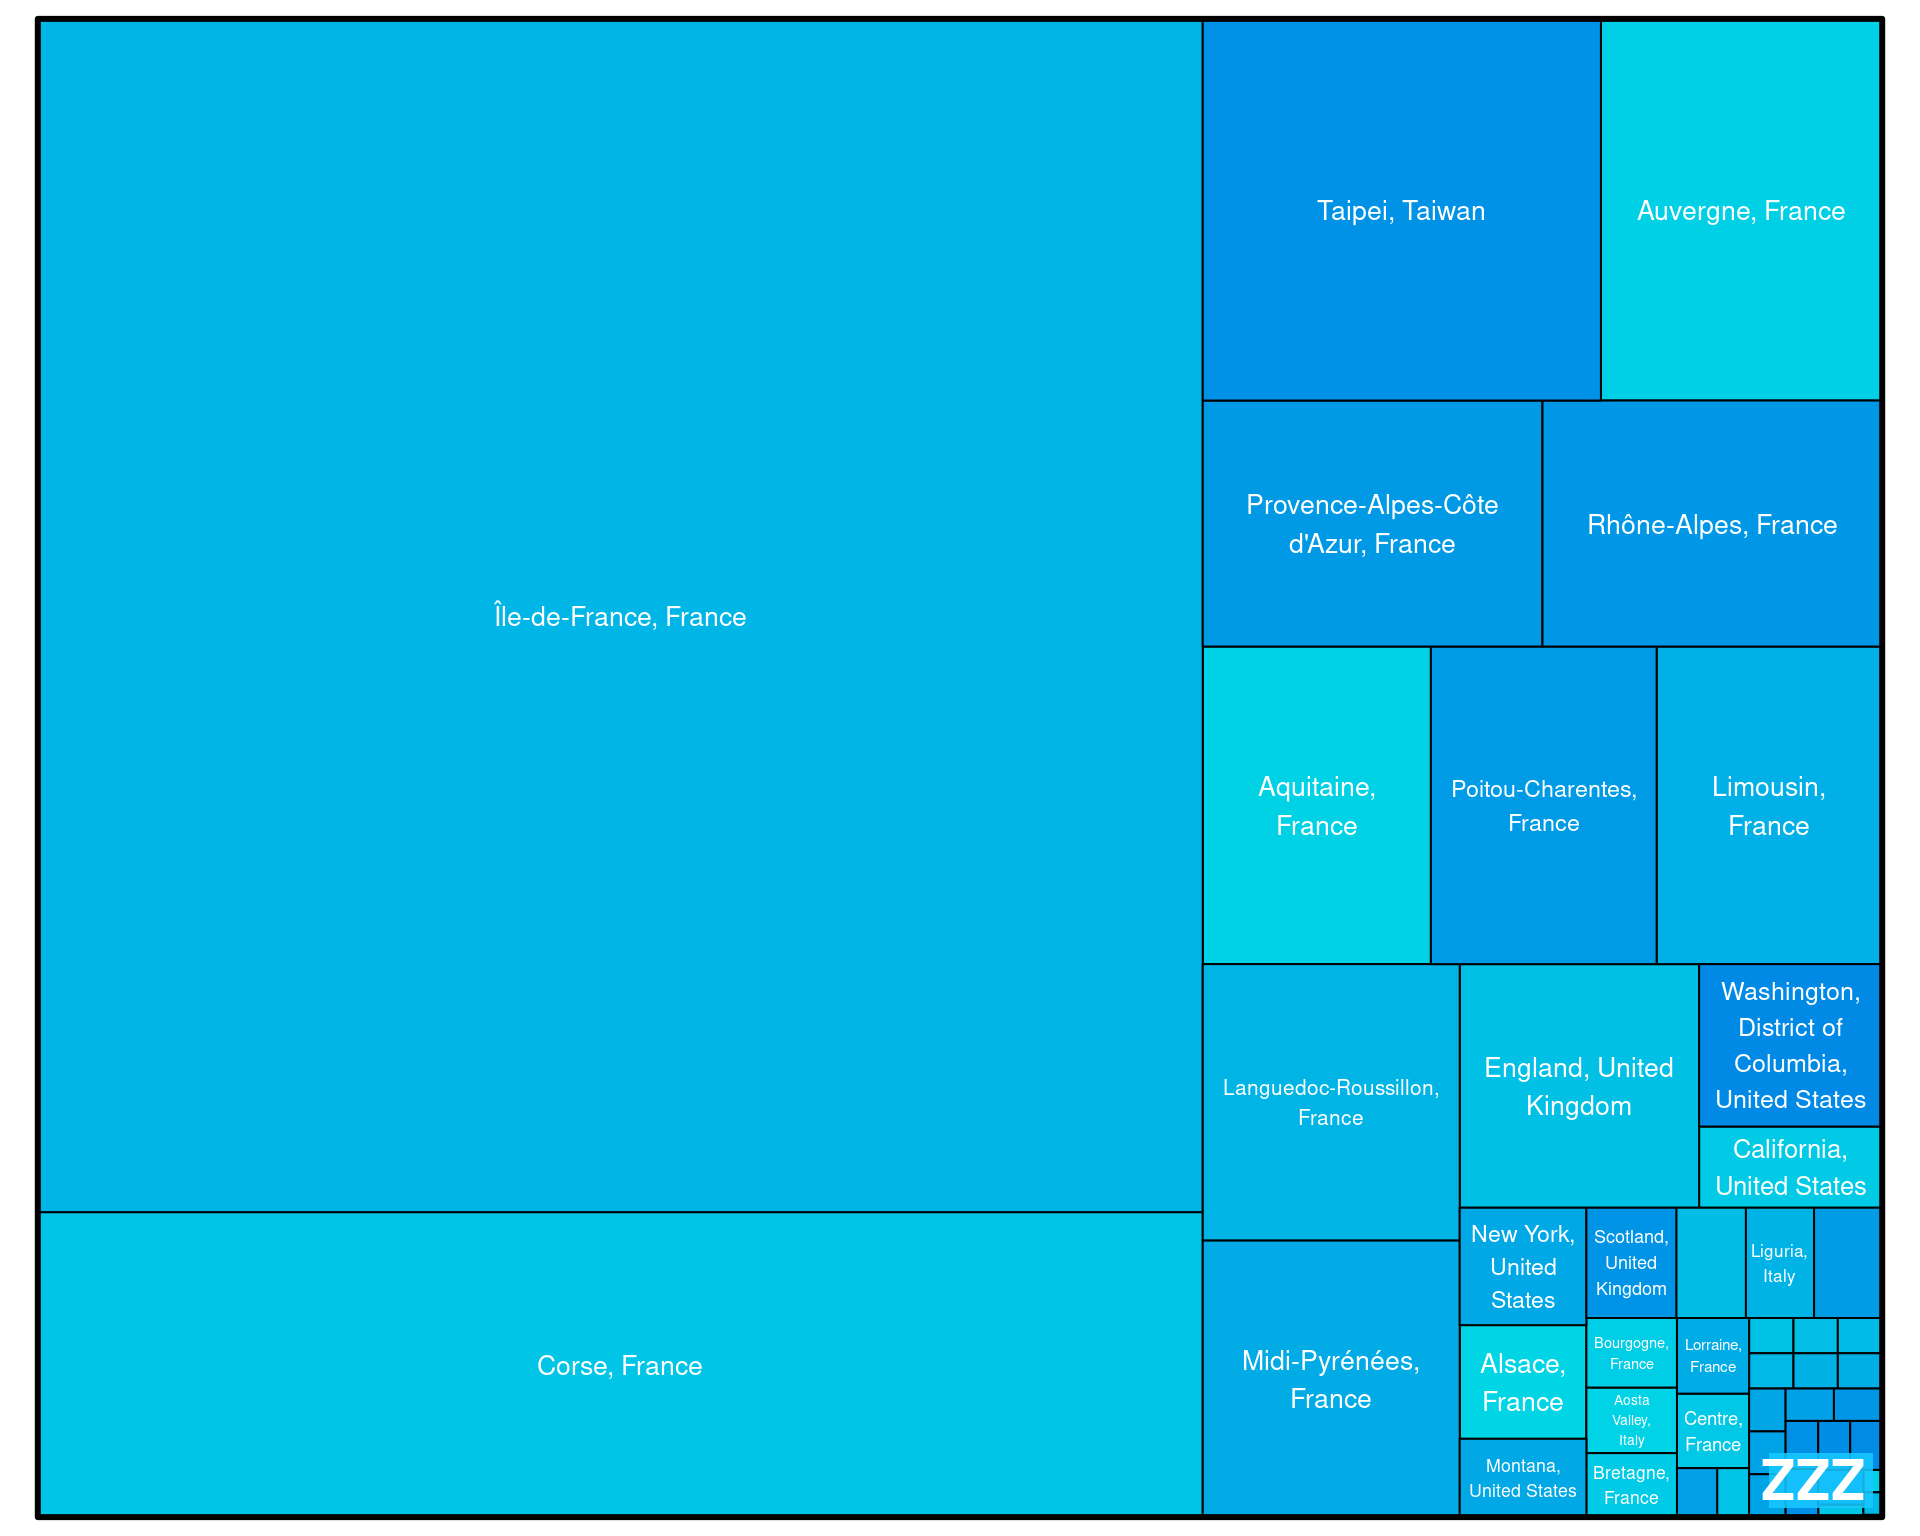 Taipei, Taiwan
Auvergne, France
Provence-Alpes-Côte
d'Azur, France
Rhône-Alpes, France
Île-de-France, France
Aquitaine,
France
Poitou-Charentes,
France
Limousin,
France
Languedoc-Roussillon,
France
England, United
Kingdom
Washington,
District of
Columbia,
United States
California,
United States
New York,
United
States
Scotland,
United
Kingdom
Liguria,
Italy
Corse, France
Midi-Pyrénées,
France
Alsace,
France
Bourgogne,
France
Lorraine,
France
Aosta
Valley,
Italy
Centre,
France
Montana,
United States
Bretagne,
France
ZZZ